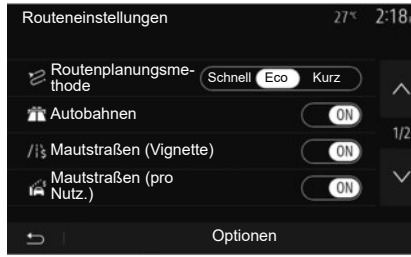 Routeneinstellungen 27°C 2:18
Routenplanungsme-
thode
Schnell Eco Kurz
Autobahnen ON
1/2
Mautstraßen (Vignette) ON
Mautstraßen (pro
Nutz.) ON
Optionen